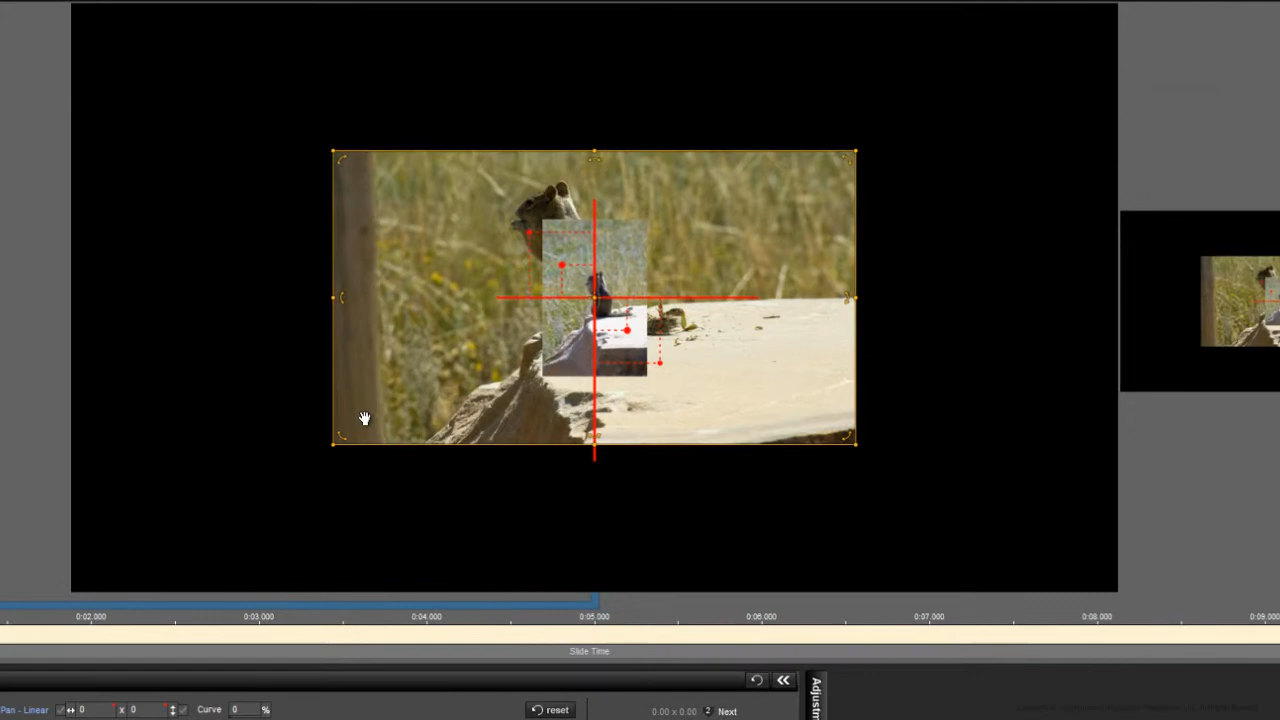 0:02.000 0:03.000 0:04.000 0:05.000 0:06.000 0:07.000 0:08.000 0:09.000
Slide Time
Adjustm
Pan - Linear 0 x 0 Curve 0 % reset 0.00 x 0.00 2 Next